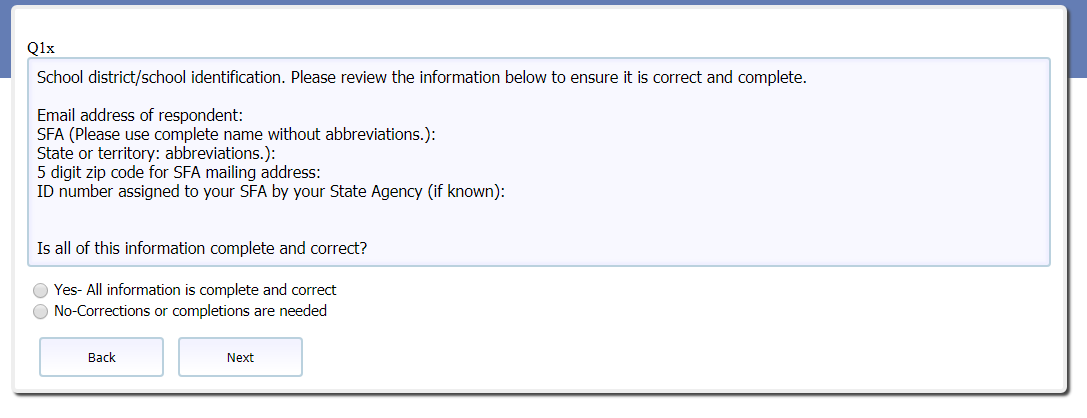 Q1x
School district/school identification. Please review the information below to ensure it is correct and complete.
Email address of respondent:
SFA (Please use complete name without abbreviations.):
State or territory: abbreviations.):
5 digit zip code for SFA mailing address:
ID number assigned to your SFA by your State Agency (if known):
Is all of this information complete and correct?
Yes- All information is complete and correct
No-Corrections or completions are needed
Back
Next